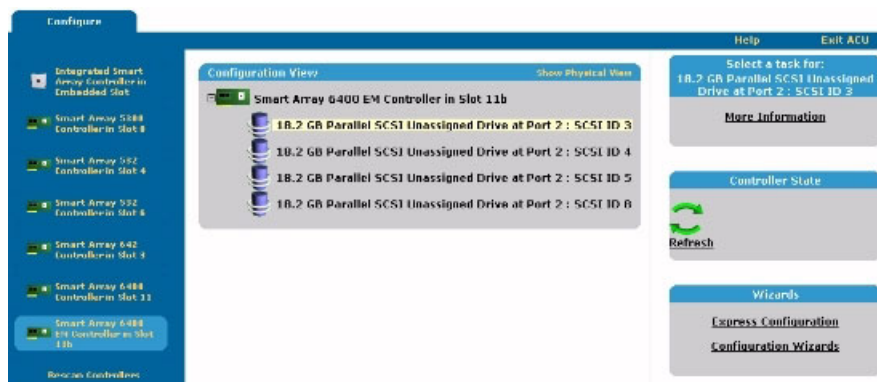 Configure
Help
Exit ACU
Integrated Smart
Array Controller in
Embedded Slot
Smart Array 5300
Controller in Slot 8
Smart Array 532
Controller in Slot 4
Smart Array 532
Controller in Slot 6
Smart Array 642
Controller in Slot 3
Smart Array 6400
Controller in Slot 11
Smart Array 6400
EM Controller in Slot
11b
Rescan Controllers
Configuration View
Show Physical View
Smart Array 6400 EM Controller in Slot 11b
18.2 GB Parallel SCSI Unassigned Drive at Port 2 : SCSI ID 3
18.2 GB Parallel SCSI Unassigned Drive at Port 2 : SCSI ID 4
18.2 GB Parallel SCSI Unassigned Drive at Port 2 : SCSI ID 5
18.2 GB Parallel SCSI Unassigned Drive at Port 2 : SCSI ID 8
Select a task for:
18.2 GB Parallel SCSI Unassigned
Drive at Port 2 : SCSI ID 3
More Information
Controller State
Refresh
Wizards
Express Configuration
Configuration Wizards